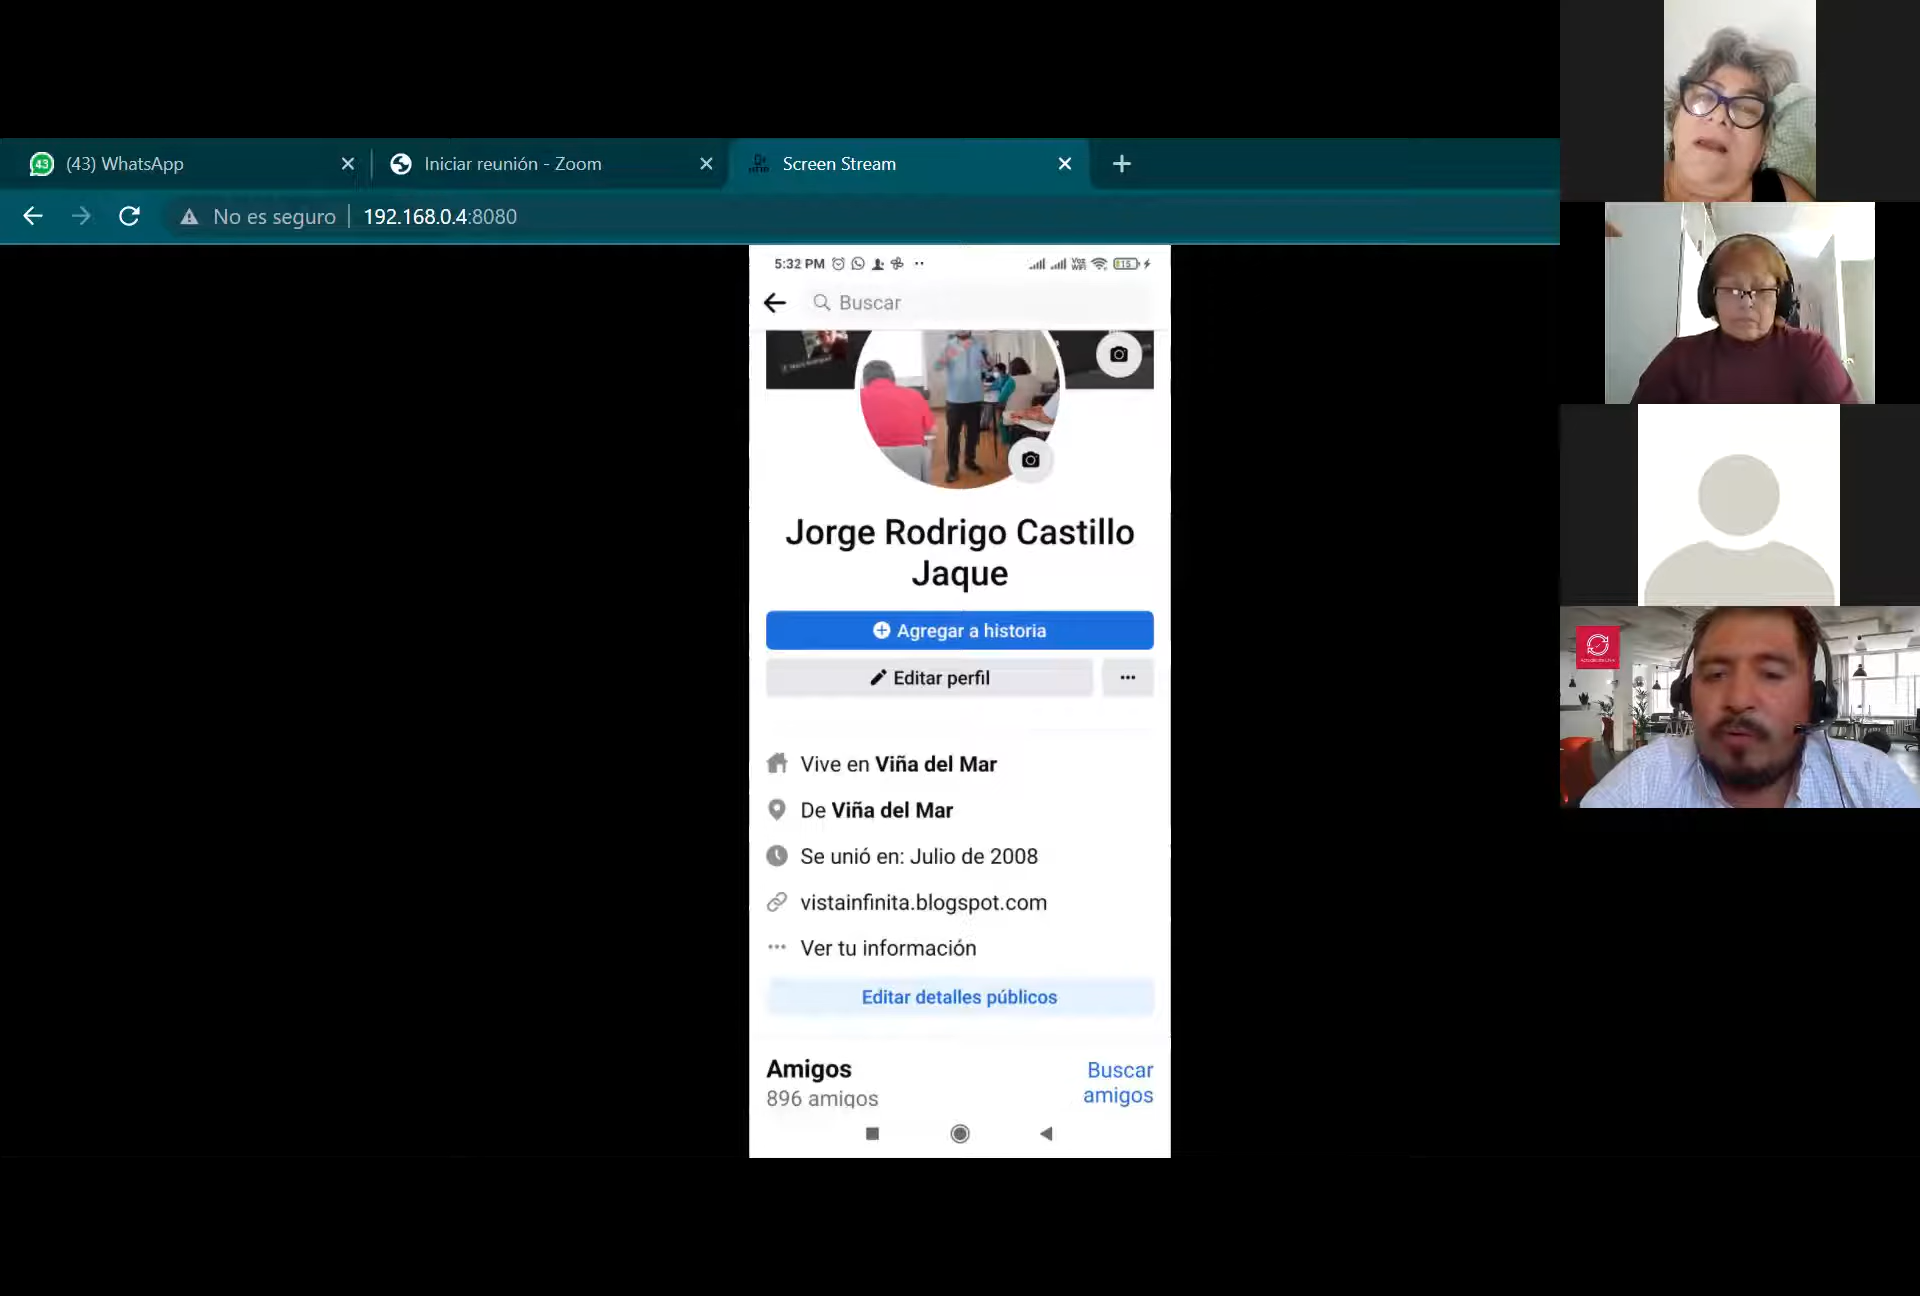 (43) WhatsApp
Iniciar reunión - Zoom
Screen Stream
No es seguro
192.168.0.4:8080
5:32 PM
Buscar
Jorge Rodrigo Castillo
Jaque
Agregar a historia
Editar perfil
Vive en Viña del Mar
De Viña del Mar
Se unió en: Julio de 2008
vistainfinita.blogspot.com
Ver tu información
Editar detalles públicos
Amigos
896 amigos
Buscar
amigos